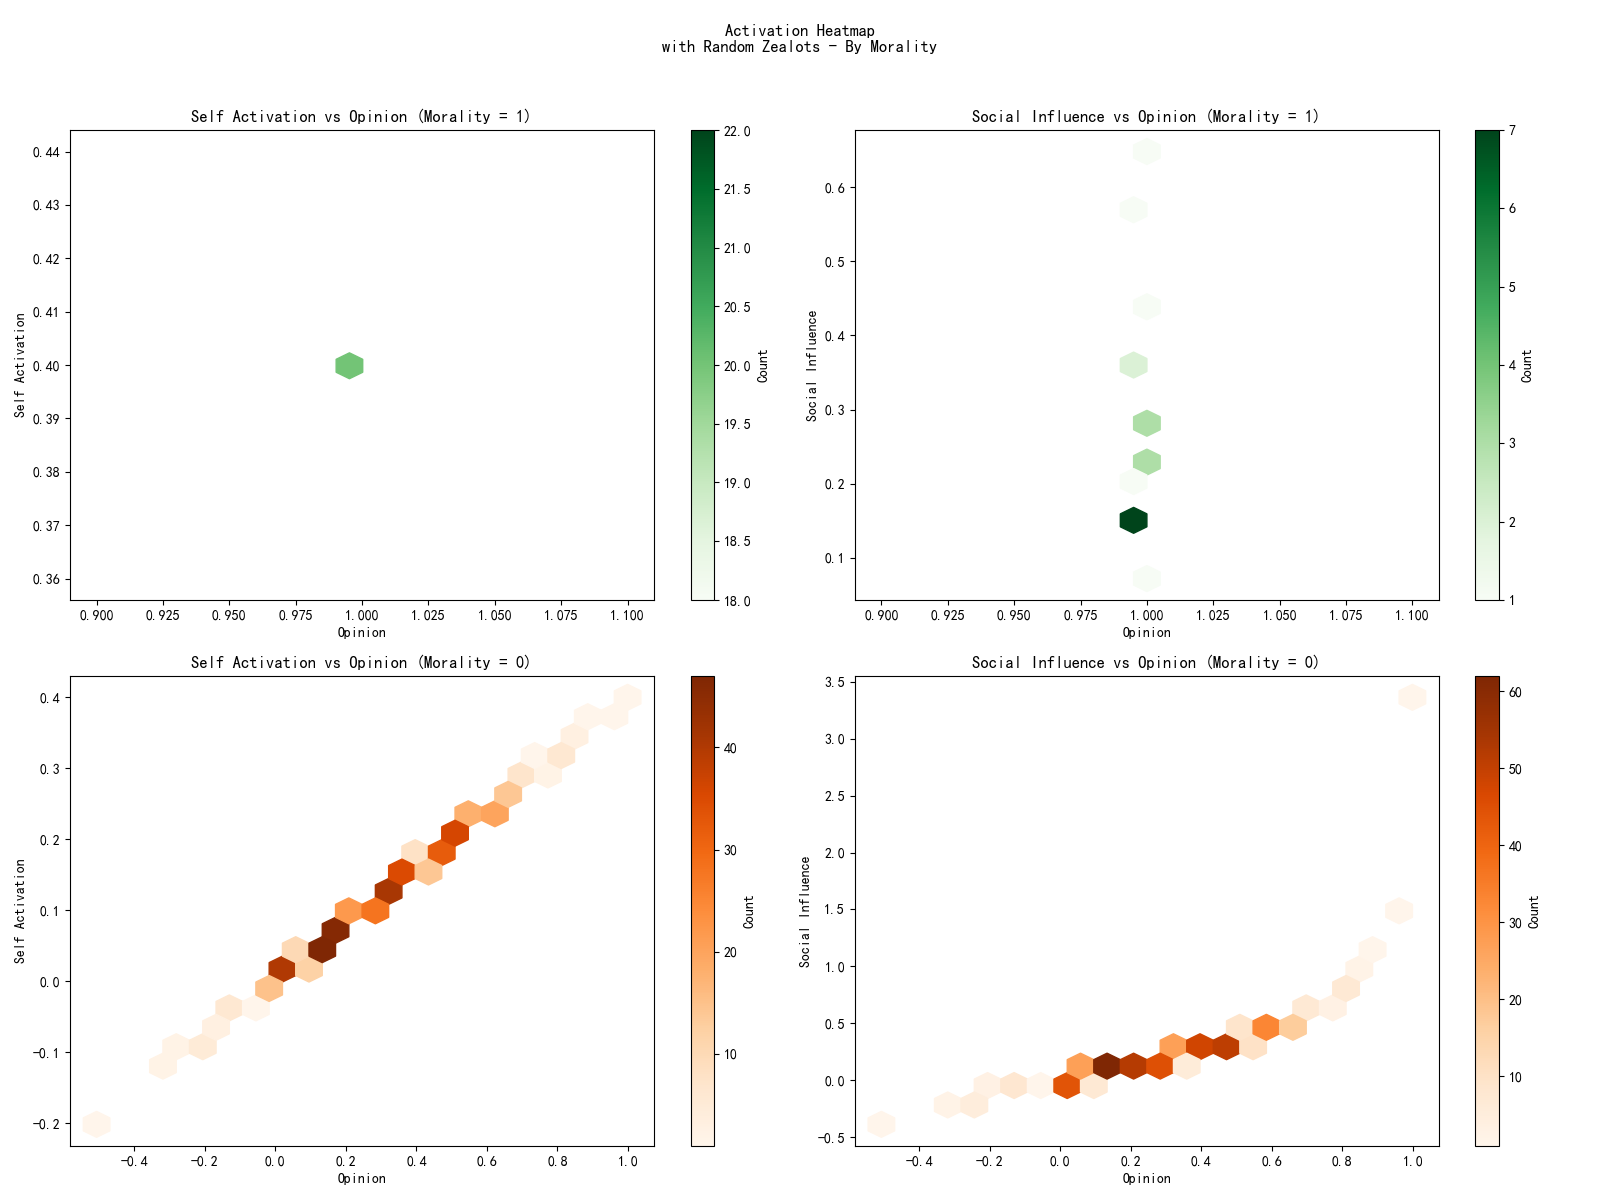 Activation Heatmap
with Random Zealots - By Morality
Self Activation vs Opinion (Morality = 1)
0.44
0.43
0.42
0.41
0.40
0.39
0.38
0.37
0.36
Self Activation
0.900 0.925 0.950 0.975 1.000 1.025 1.050 1.075 1.100
Opinion
22.0
21.5
21.0
20.5
20.0
19.5
19.0
18.5
18.0
Count
Social Influence vs Opinion (Morality = 1)
0.6
0.5
0.4
0.3
0.2
0.1
Social Influence
0.900 0.925 0.950 0.975 1.000 1.025 1.050 1.075 1.100
Opinion
7
6
5
4
3
2
1
Count
Self Activation vs Opinion (Morality = 0)
0.4
0.3
0.2
0.1
0.0
-0.1
-0.2
Self Activation
-0.4 -0.2 0.0 0.2 0.4 0.6 0.8 1.0
Opinion
40
30
20
10
Count
Social Influence vs Opinion (Morality = 0)
3.5
3.0
2.5
2.0
1.5
1.0
0.5
0.0
-0.5
Social Influence
-0.4 -0.2 0.0 0.2 0.4 0.6 0.8 1.0
Opinion
60
50
40
30
20
10
Count